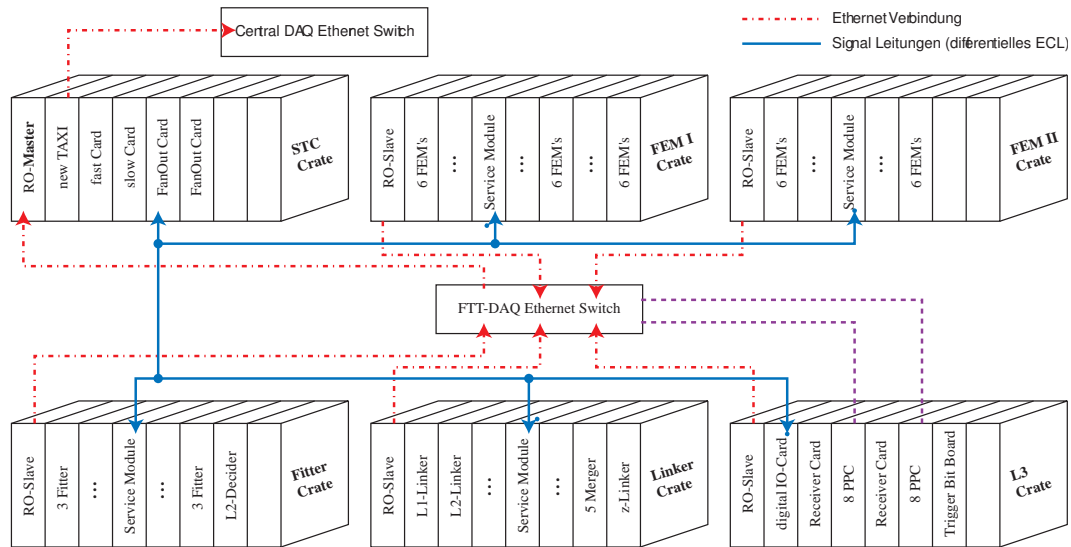 Central DAQ Ethenet Switch
Ethernet Verbindung
Signal Leitungen (differentielles ECL)
RO-Master
new TAXI
fast Card
slow Card
FanOut Card
FanOut Card
STC
Crate
RO-Slave
6 FEM's
...
Service Module
...
6 FEM's
...
6 FEM's
FEM I
Crate
RO-Slave
6 FEM's
...
Service Module
...
6 FEM's
FEM II
Crate
FTT-DAQ Ethernet Switch
RO-Slave
3 Fitter
...
Service Module
...
3 Fitter
L2-Decider
Fitter
Crate
RO-Slave
L1-Linker
L2-Linker
...
Service Module
...
5 Merger
z-Linker
Linker
Crate
RO-Slave
digital IO-Card
Receiver Card
8 PPC
Receiver Card
8 PPC
Trigger Bit Board
L3
Crate